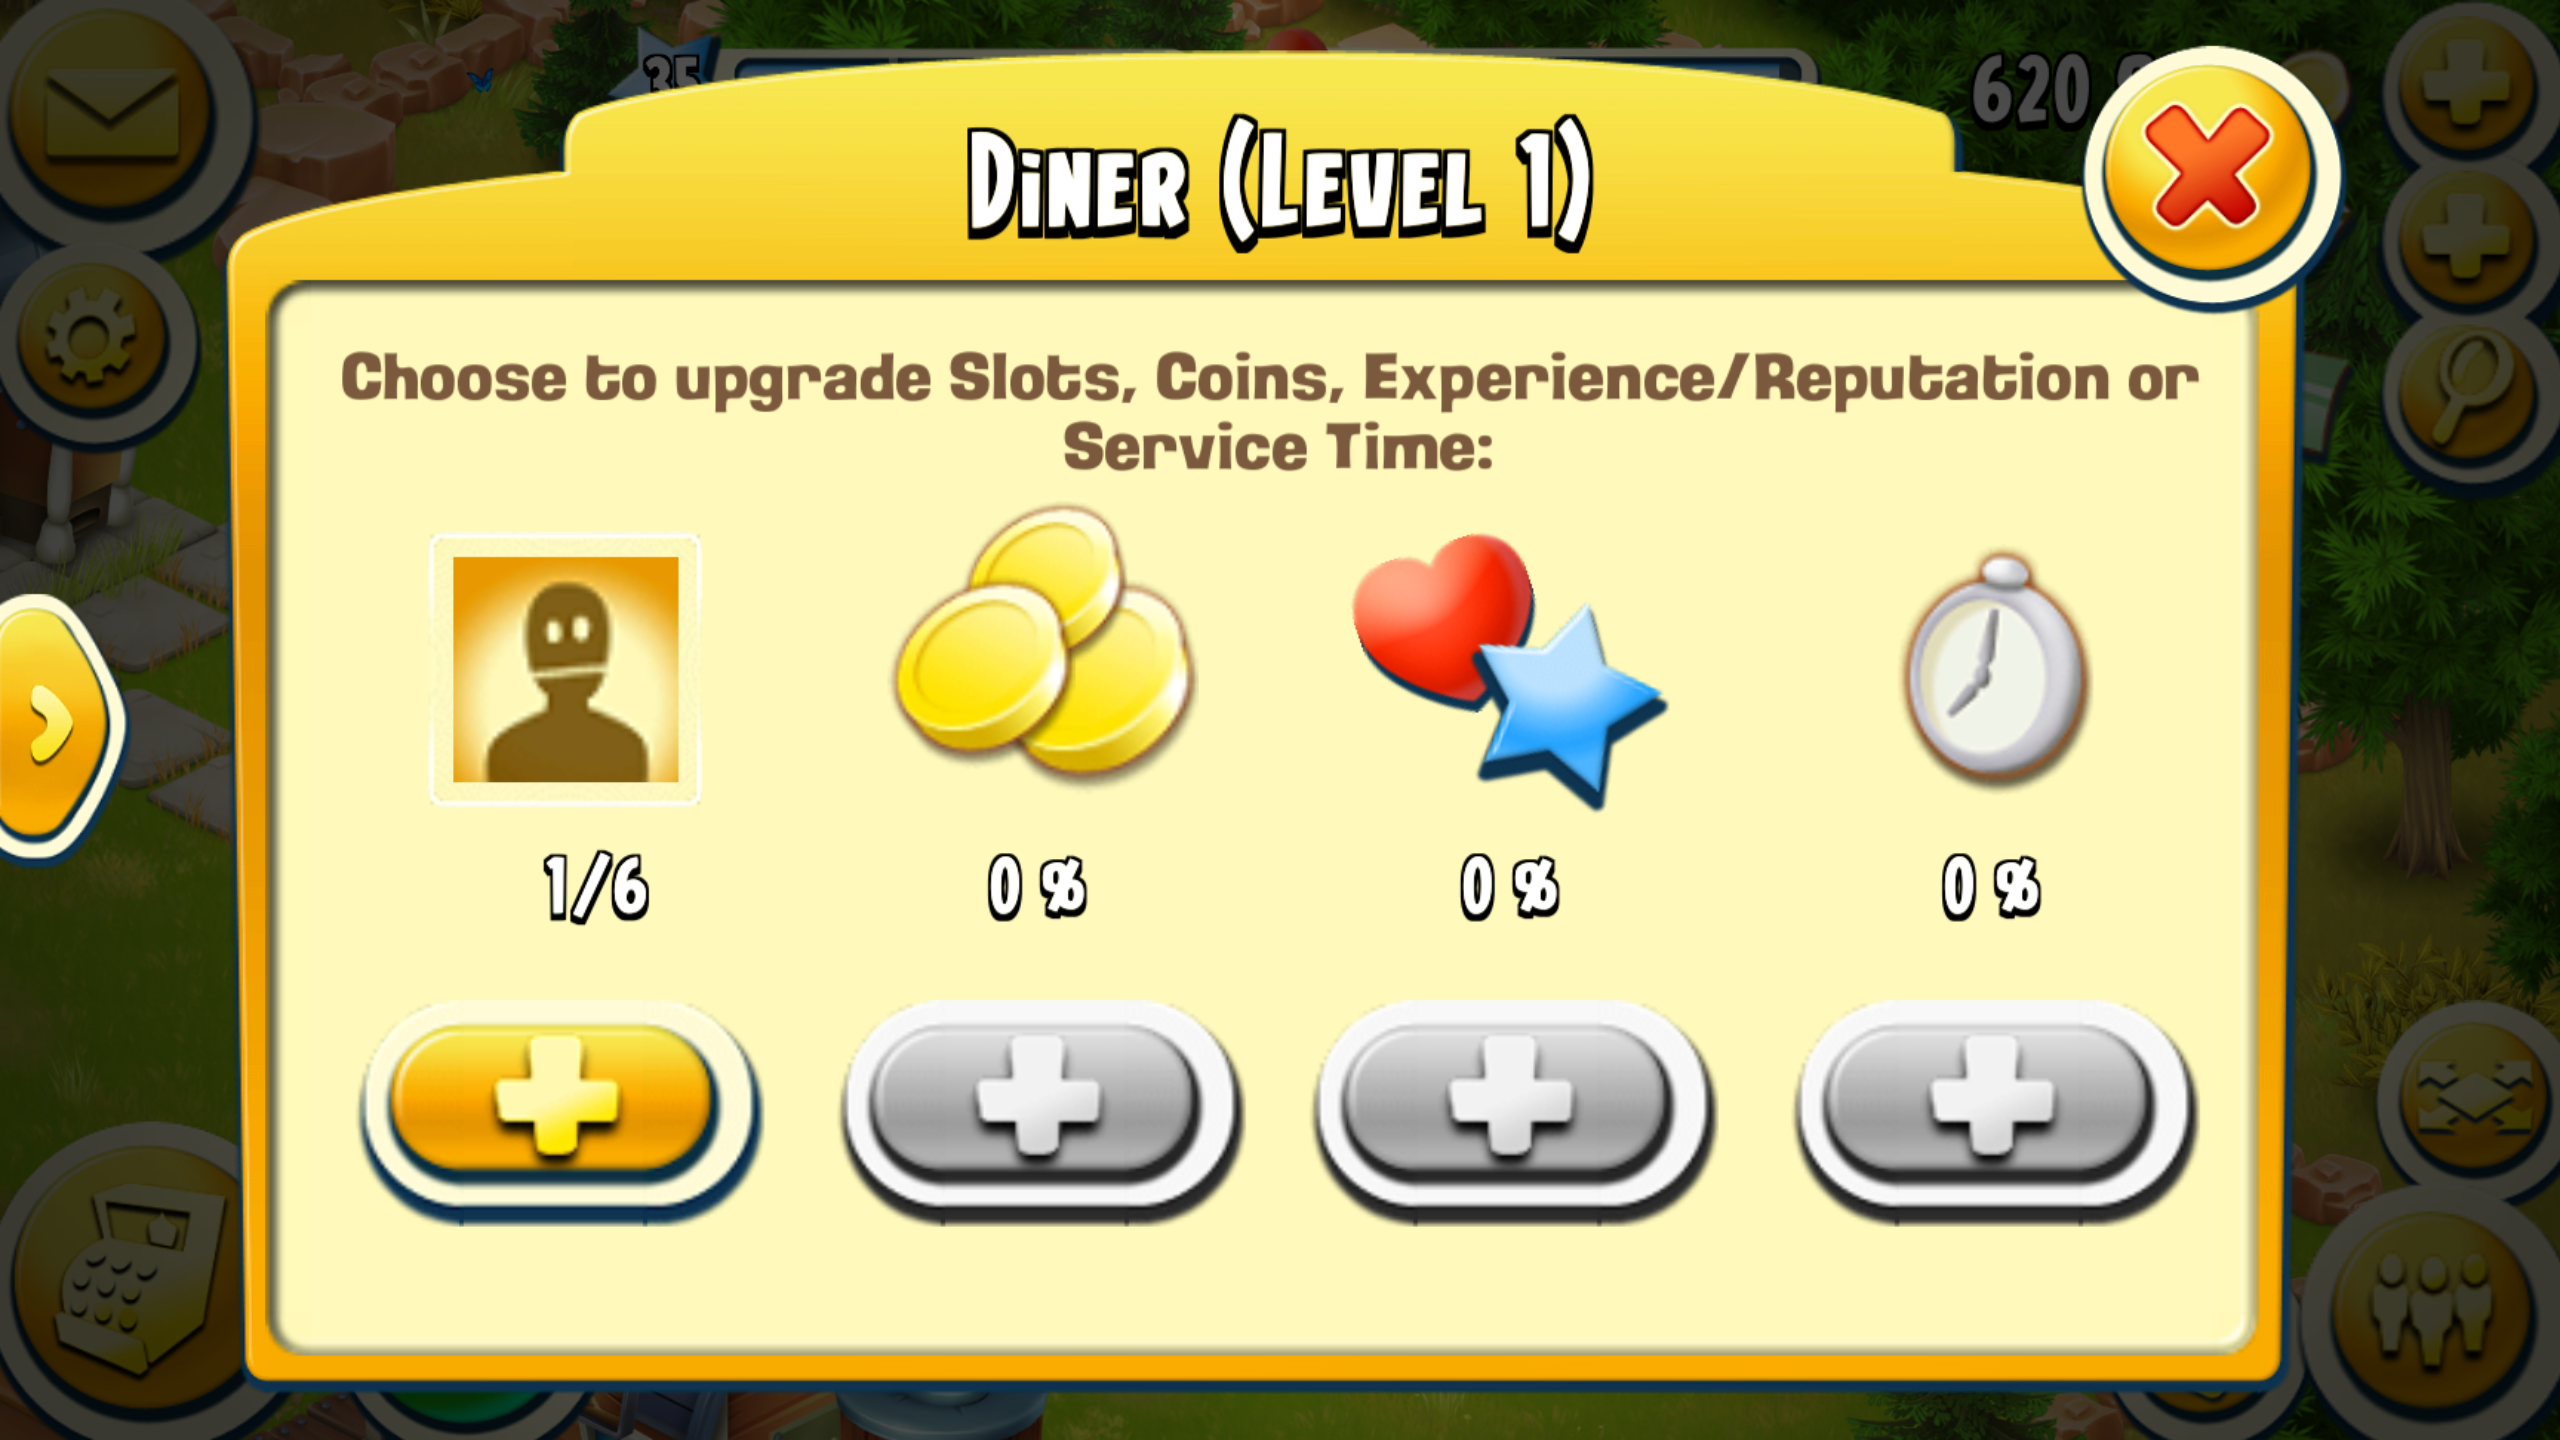 35
620
Diner (Level 1)
Choose to upgrade Slots, Coins, Experience/Reputation or
Service Time:
1/6
0 %
0 %
0 %